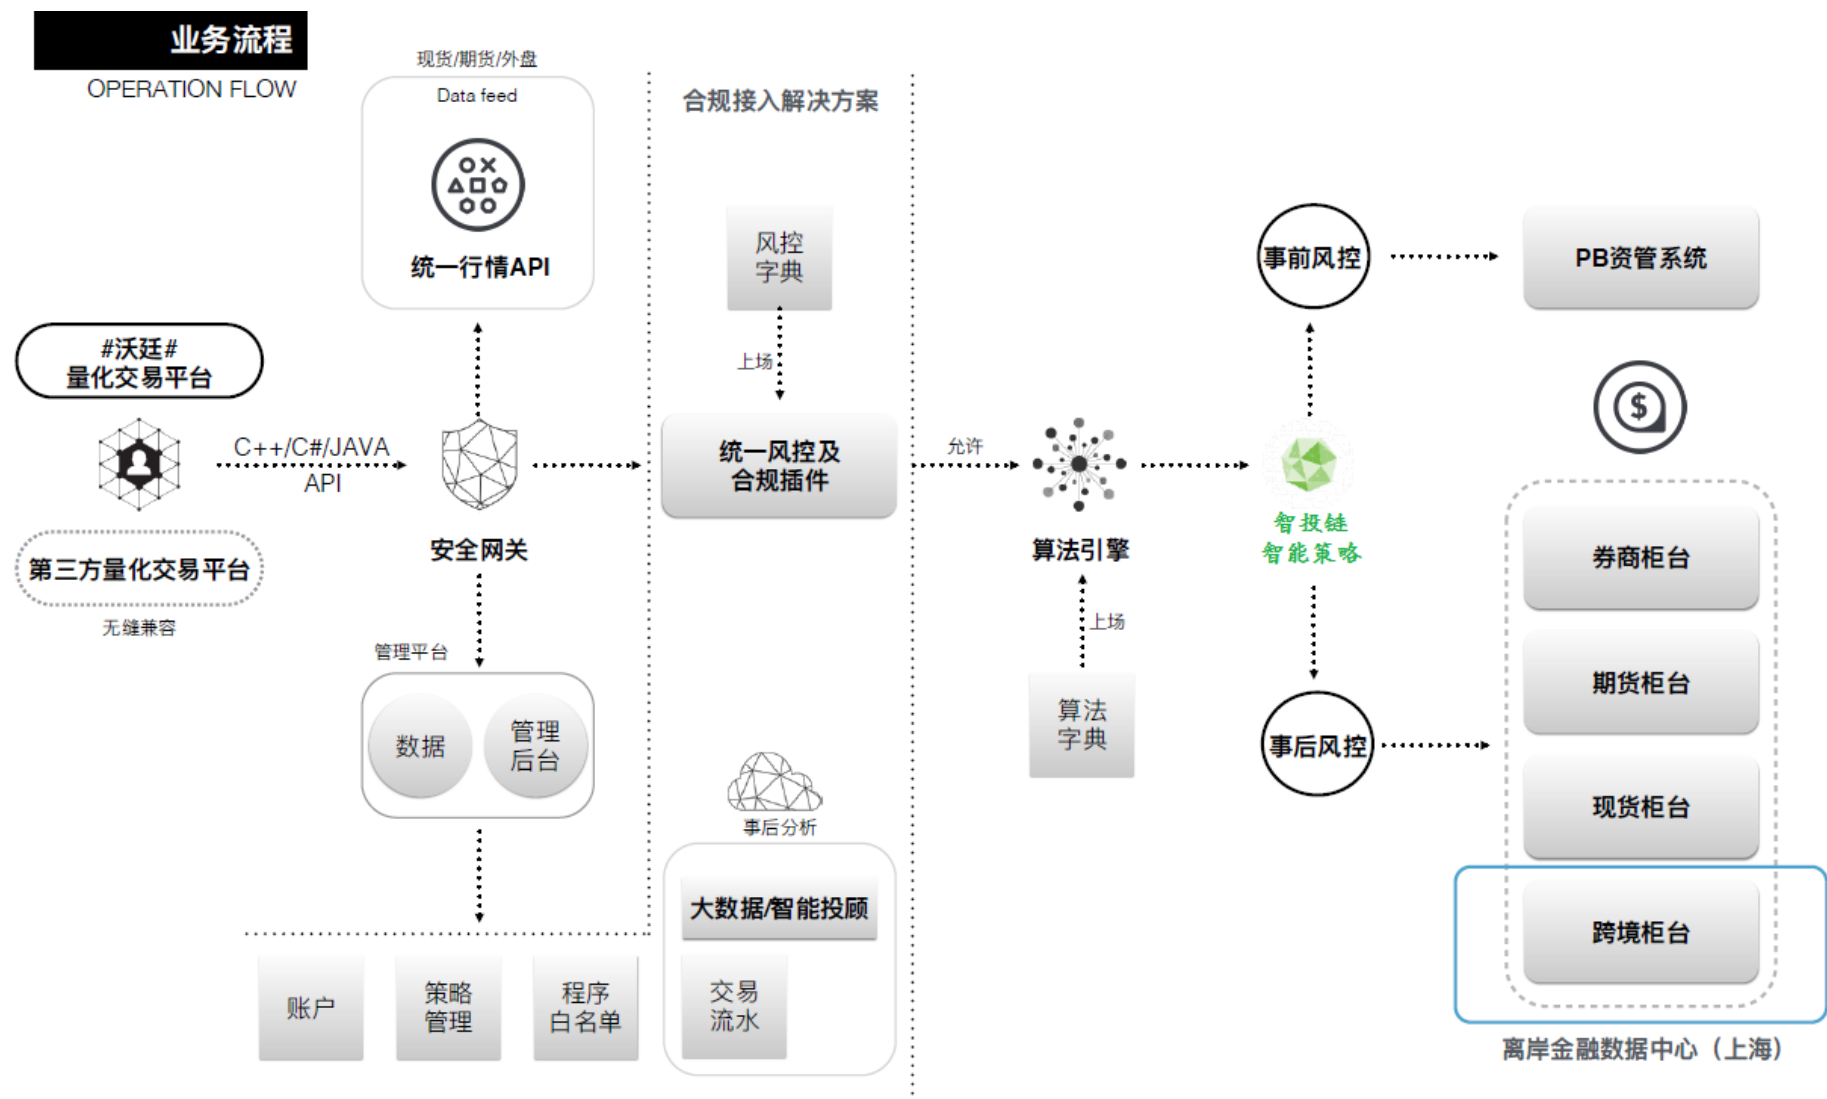 业务流程
OPERATION FLOW
现货/期货/外盘
Data feed
统一行情API
合规接入解决方案
风控
字典
上场
#沃廷#
量化交易平台
C++/C#/JAVA
API
第三方量化交易平台
无缝兼容
安全网关
统一风控及
合规插件
允许
算法引擎
上场
算法
字典
智投链
智能策略
事前风控
PB资管系统
事后风控
$
券商柜台
期货柜台
现货柜台
跨境柜台
离岸金融数据中心（上海）
管理平台
数据
管理
后台
账户
策略
管理
程序
白名单
事后分析
大数据/智能投顾
交易
流水